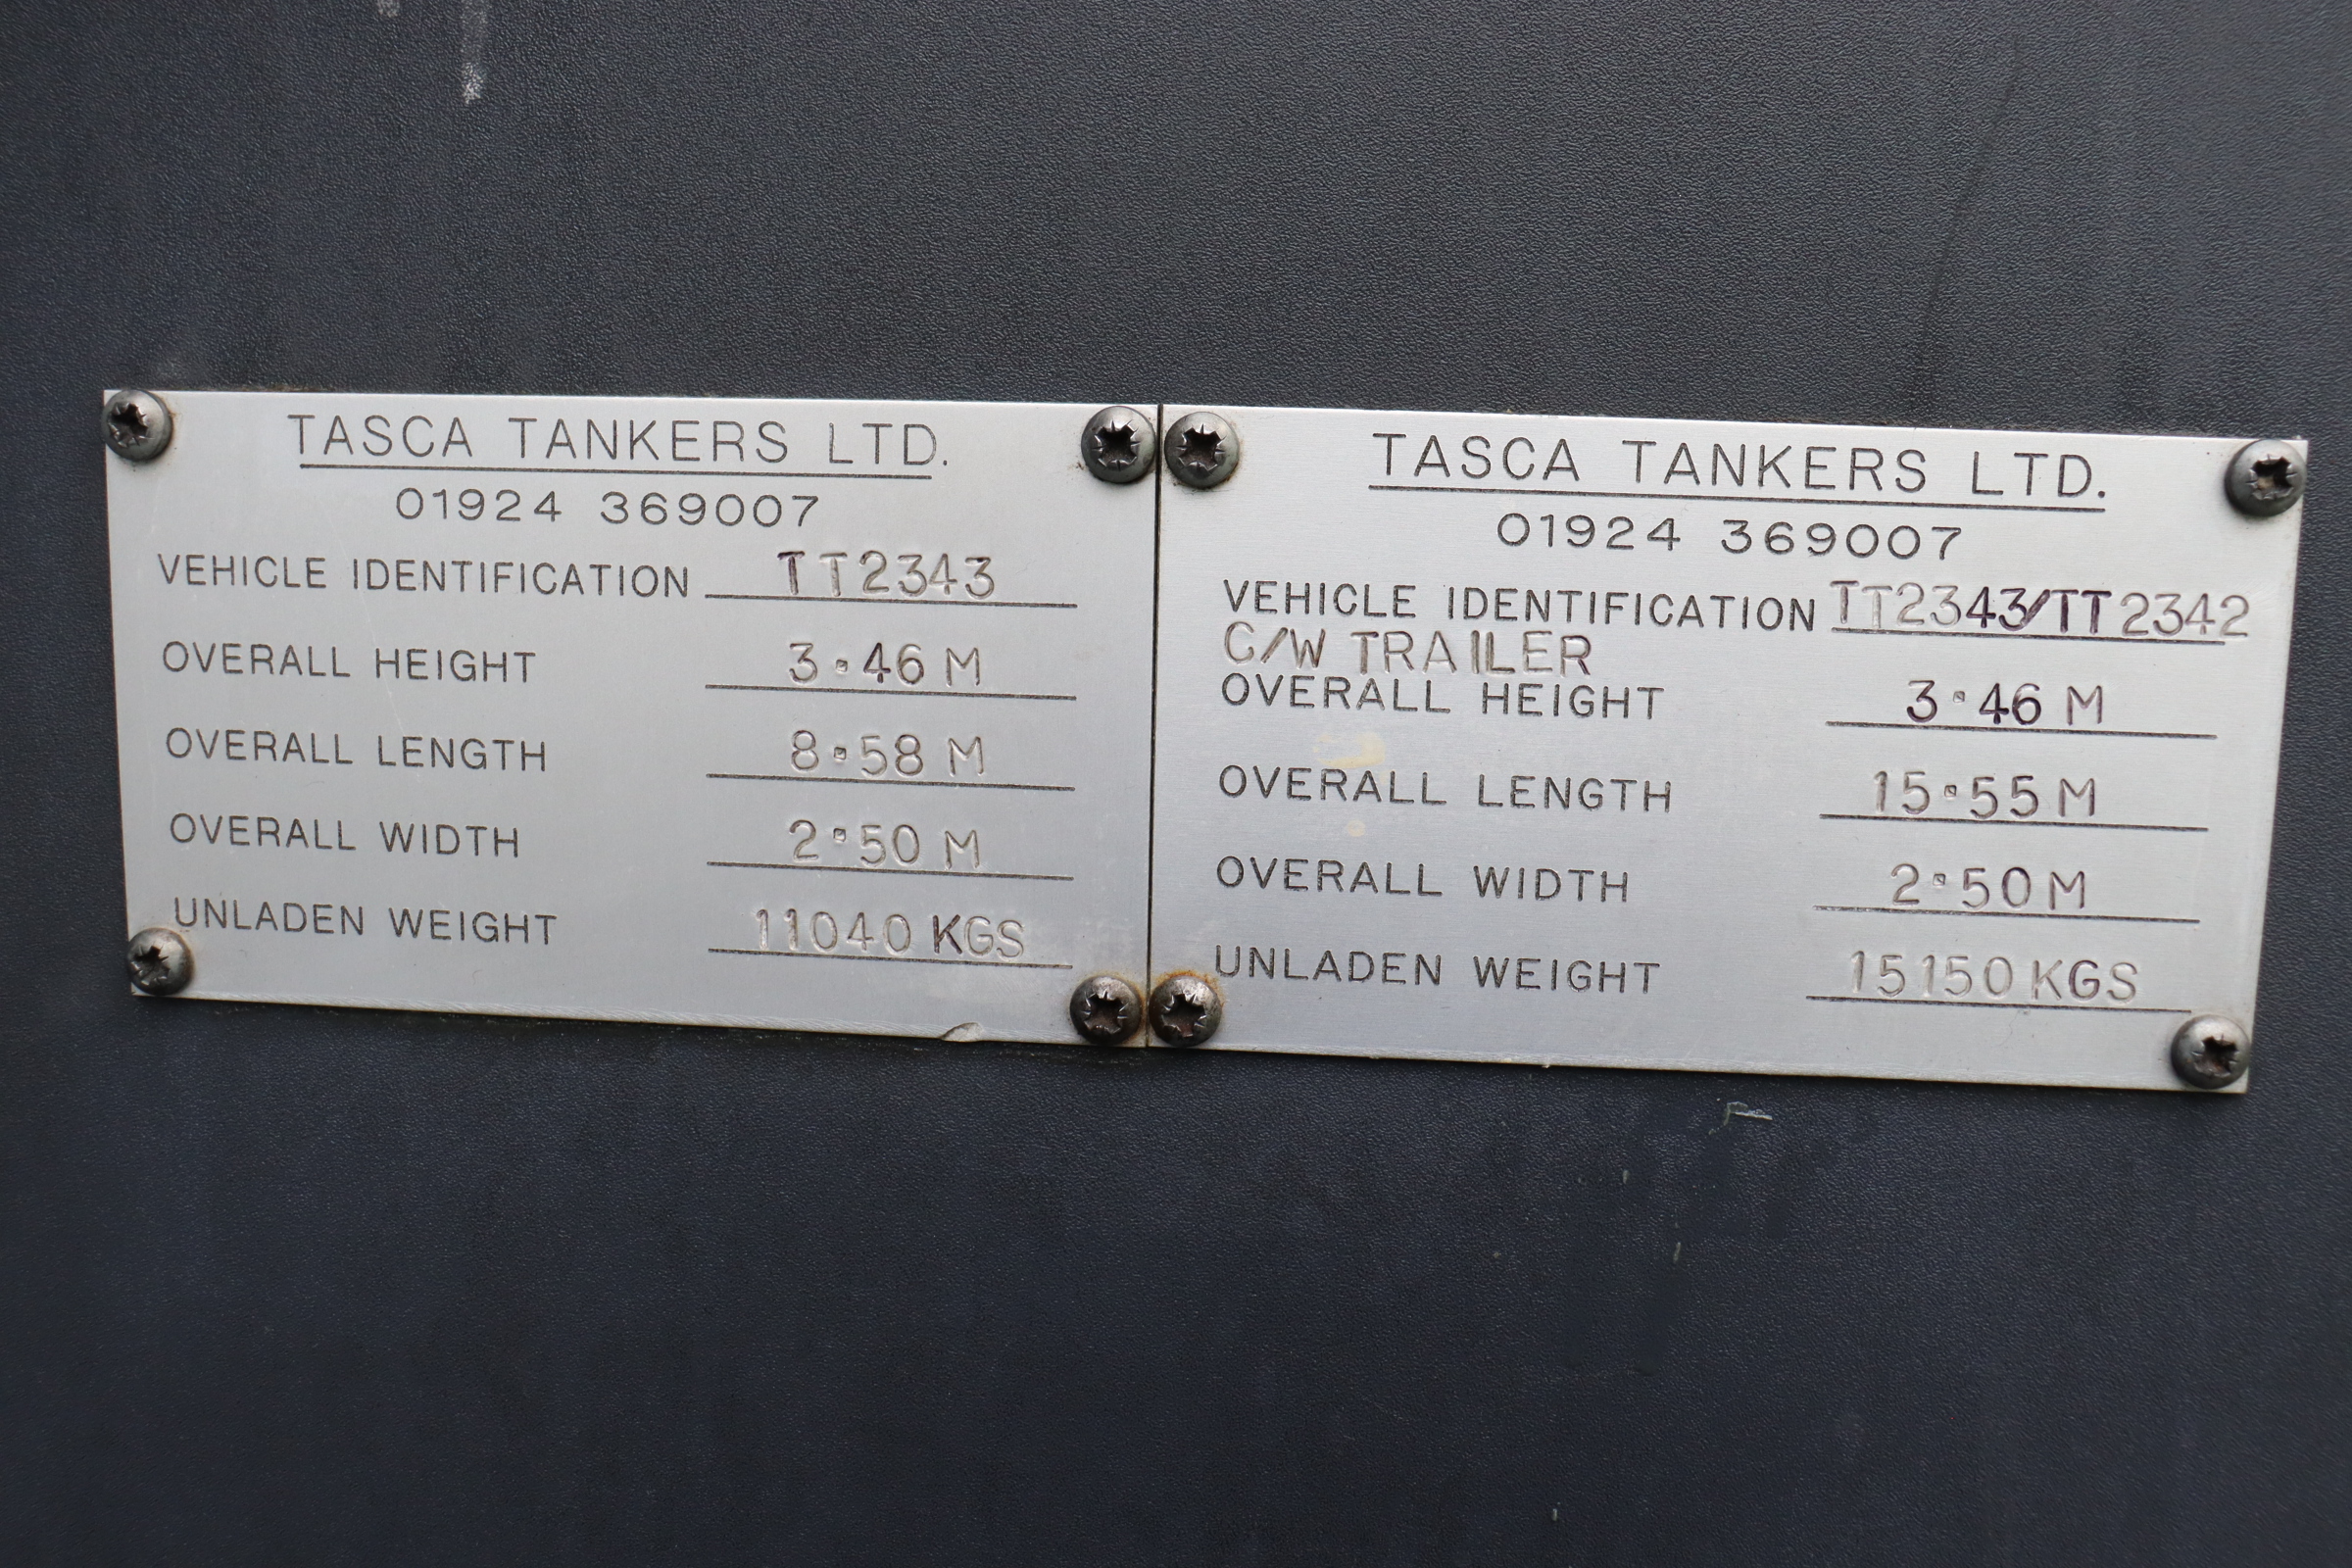 TASCA TANKERS LTD.
01924 369007
VEHICLE IDENTIFICATION TT2343
OVERALL HEIGHT 3.46 M
OVERALL LENGTH 8.58 M
OVERALL WIDTH 2.50 M
UNLADEN WEIGHT 11040 KGS
TASCA TANKERS LTD.
01924 369007
VEHICLE IDENTIFICATION TT2343/TT2342
C/W TRAILER
OVERALL HEIGHT 3.46 M
OVERALL LENGTH 15.55 M
OVERALL WIDTH 2.50 M
UNLADEN WEIGHT 15150 KGS